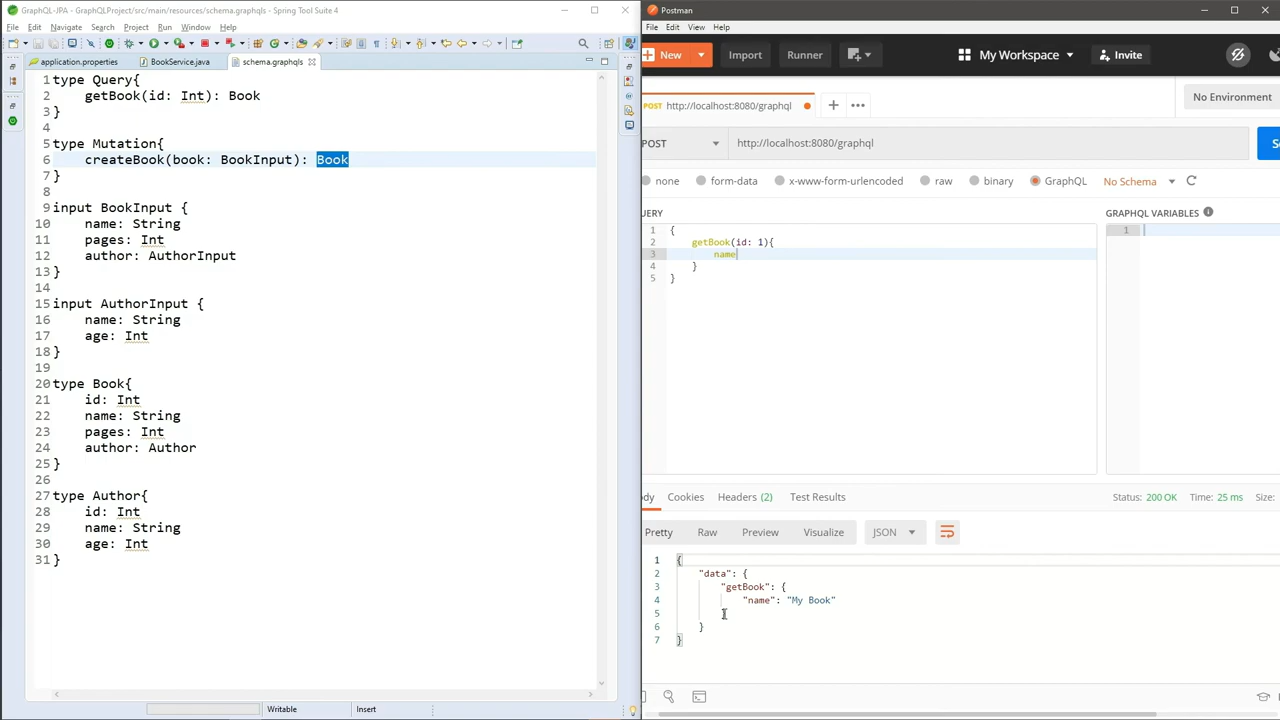 GraphQL-JPA - GraphQLProject/src/main/resources/schema.graphqls - Spring Tool Suite 4
File Edit Navigate Search Project Run Window Help
application.properties BookService.java schema.graphqls
1 type Query{
2 getBook(id: Int): Book
3 }
4
5 type Mutation{
6 createBook(book: BookInput): Book
7 }
8
9 input BookInput {
10 name: String
11 pages: Int
12 author: AuthorInput
13 }
14
15 input AuthorInput {
16 name: String
17 age: Int
18 }
19
20 type Book{
21 id: Int
22 name: String
23 pages: Int
24 author: Author
25 }
26
27 type Author{
28 id: Int
29 name: String
30 age: Int
31 }
Writable Insert
Postman
File Edit View Help
New Import Runner My Workspace Invite
POST http://localhost:8080/graphql No Environment
POST http://localhost:8080/graphql
none form-data x-www-form-urlencoded raw binary GraphQL No Schema
UERY GRAPHQL VARIABLES
1 {
2 getBook(id: 1){
3 name
4 }
5 }
1
ody Cookies Headers (2) Test Results Status: 200 OK Time: 25 ms Size:
Pretty Raw Preview Visualize JSON
1 {
2 "data": {
3 "getBook": {
4 "name": "My Book"
5 }
6 }
7 }